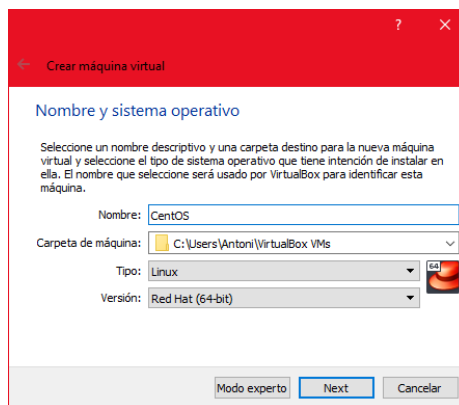 ?
Crear máquina virtual
Nombre y sistema operativo
Seleccione un nombre descriptivo y una carpeta destino para la nueva máquina
virtual y seleccione el tipo de sistema operativo que tiene intención de instalar en
ella. El nombre que seleccione será usado por VirtualBox para identificar esta
máquina.
Nombre: CentOS
Carpeta de máquina: C:\Users\Antoni\VirtualBox VMs
Tipo: Linux
64
Versión: Red Hat (64-bit)
Modo experto Next Cancelar